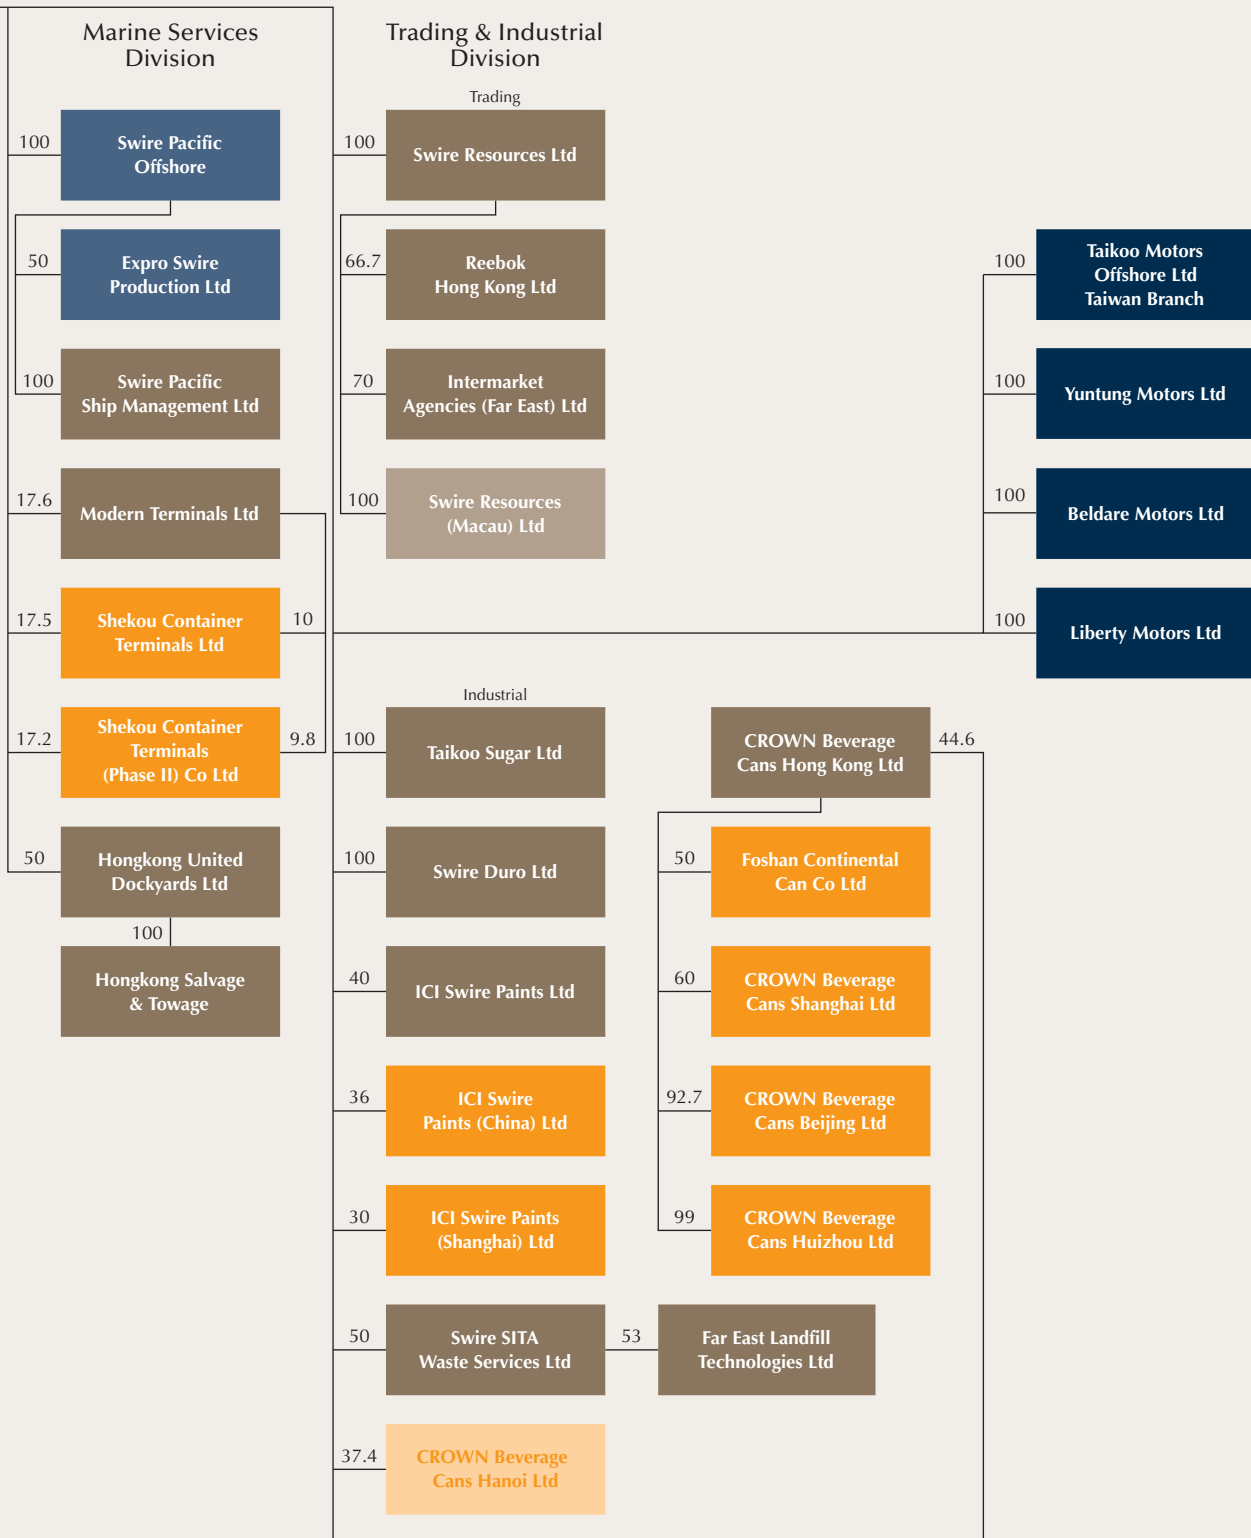 Marine Services
Division
100
Swire Pacific
Offshore
50
Expro Swire
Production Ltd
100
Swire Pacific
Ship Management Ltd
17.6
Modern Terminals Ltd
17.5
Shekou Container
Terminals Ltd
10
17.2
Shekou Container
Terminals
(Phase II) Co Ltd
9.8
50
Hongkong United
Dockyards Ltd
100
Hongkong Salvage
& Towage
Trading & Industrial
Division
Trading
100
Swire Resources Ltd
66.7
Reebok
Hong Kong Ltd
70
Intermarket
Agencies (Far East) Ltd
100
Swire Resources
(Macau) Ltd
100
Taikoo Motors
Offshore Ltd
Taiwan Branch
100
Yuntung Motors Ltd
100
Beldare Motors Ltd
100
Liberty Motors Ltd
Industrial
100
Taikoo Sugar Ltd
100
Swire Duro Ltd
40
ICI Swire Paints Ltd
36
ICI Swire
Paints (China) Ltd
30
ICI Swire Paints
(Shanghai) Ltd
50
Swire SITA
Waste Services Ltd
53
Far East Landfill
Technologies Ltd
37.4
CROWN Beverage
Cans Hanoi Ltd
CROWN Beverage
Cans Hong Kong Ltd
44.6
50
Foshan Continental
Can Co Ltd
60
CROWN Beverage
Cans Shanghai Ltd
92.7
CROWN Beverage
Cans Beijing Ltd
99
CROWN Beverage
Cans Huizhou Ltd